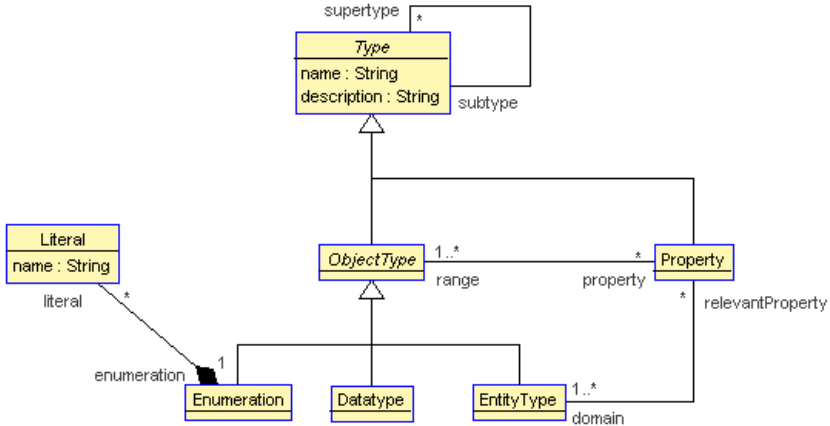 supertype
*
Type
name : String
description : String
subtype
Literal
name : String
literal
*
ObjectType
1..*
range
*
property
Property
*
relevantProperty
enumeration
1
Enumeration
Datatype
EntityType
1..*
domain